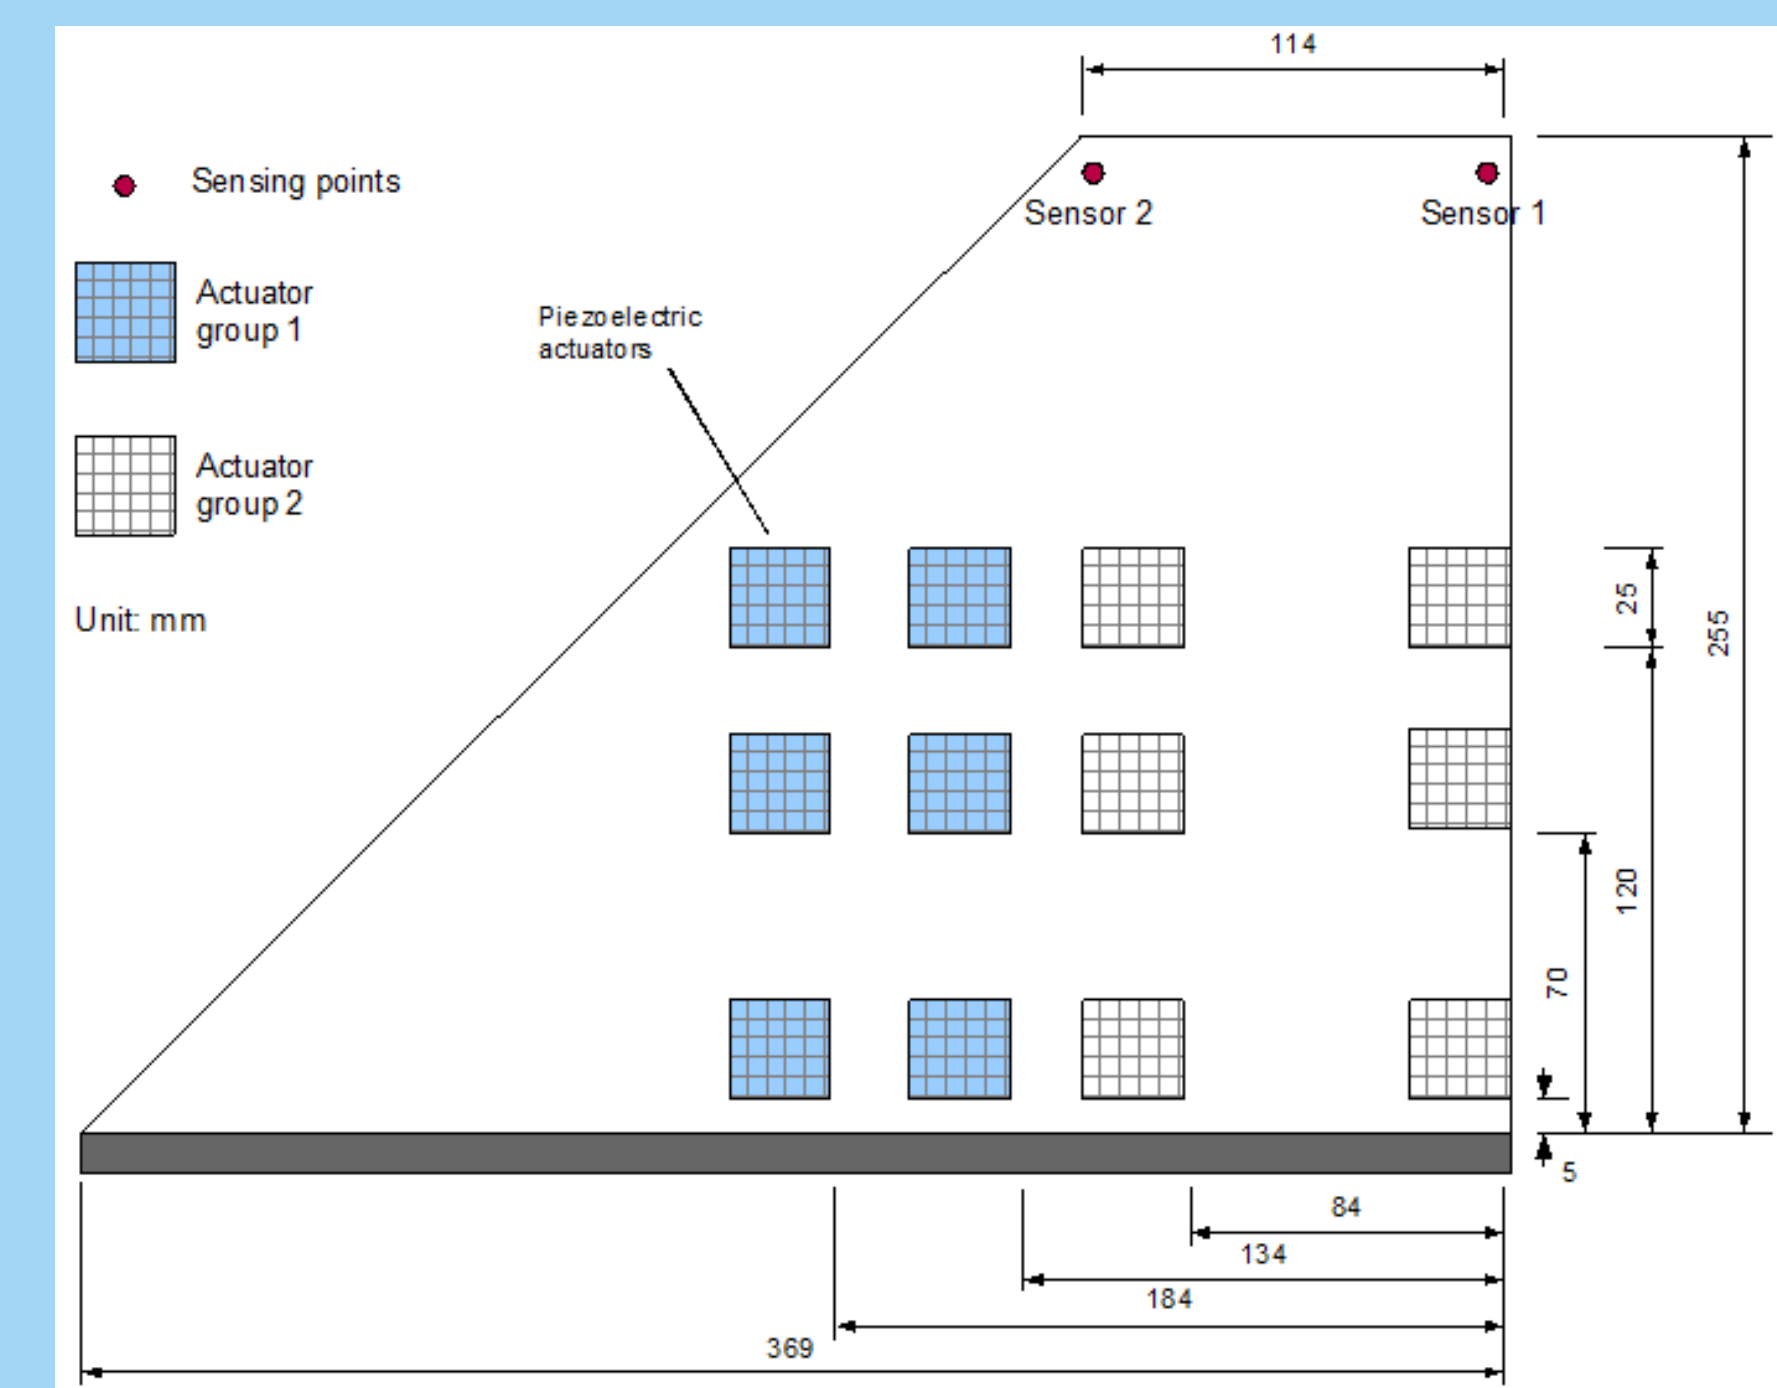 114
Sensing points
Sensor 2
Sensor 1
Actuator
group 1
Piezoelectric
actuators
Actuator
group 2
Unit: mm
25
255
120
70
5
84
134
184
369